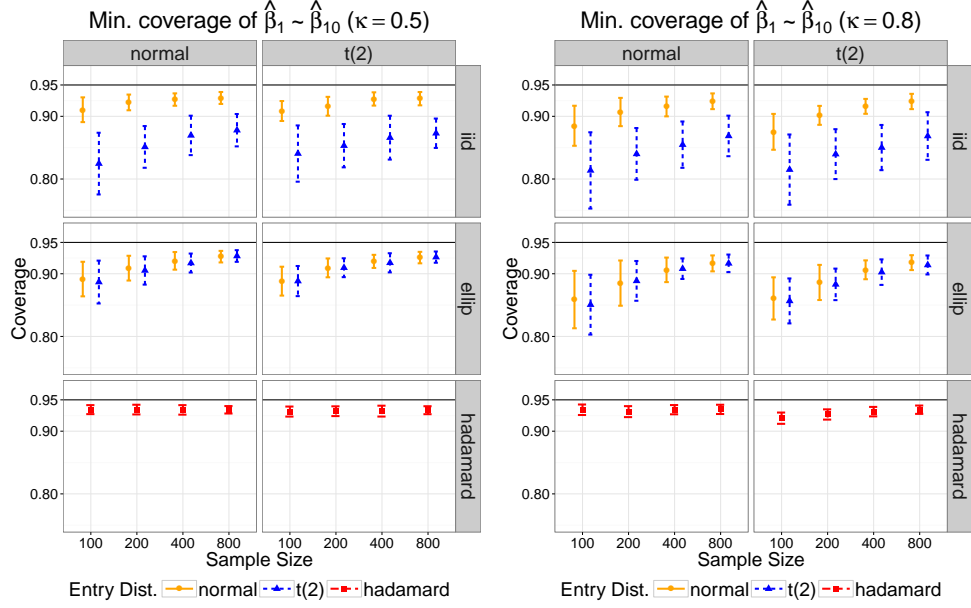 Min. coverage of β̂₁ ~ β̂₁₀ (κ = 0.5)
normal
t(2)
0.95
0.90
0.80
iid
0.95
0.90
0.80
ellip
0.95
0.90
0.80
hadamard
Coverage
100 200 400 800
100 200 400 800
Sample Size
Entry Dist. normal t(2) hadamard
Min. coverage of β̂₁ ~ β̂₁₀ (κ = 0.8)
normal
t(2)
0.95
0.90
0.80
iid
0.95
0.90
0.80
ellip
0.95
0.90
0.80
hadamard
Coverage
100 200 400 800
100 200 400 800
Sample Size
Entry Dist. normal t(2) hadamard